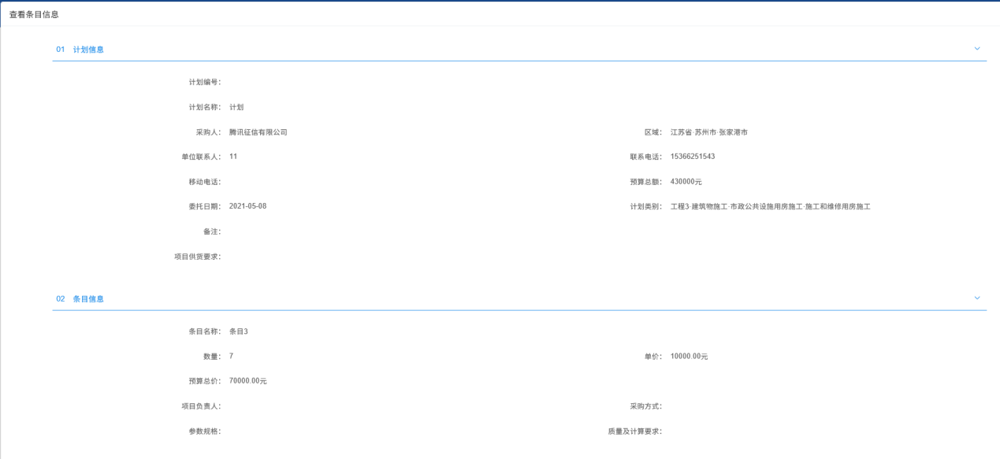 查看条目信息
01 计划信息
计划编号：
计划名称： 计划
采购人： 腾讯征信有限公司 区域： 江苏省·苏州市·张家港市
单位联系人： 11 联系电话： 15366251543
移动电话： 预算总额： 430000元
委托日期： 2021-05-08 计划类别： 工程3·建筑物施工·市政公共设施用房施工·施工和维修用房施工
备注：
项目供货要求：
02 条目信息
条目名称： 条目3
数量： 7 单价： 10000.00元
预算总价： 70000.00元
项目负责人： 采购方式：
参数规格： 质量及计算要求：